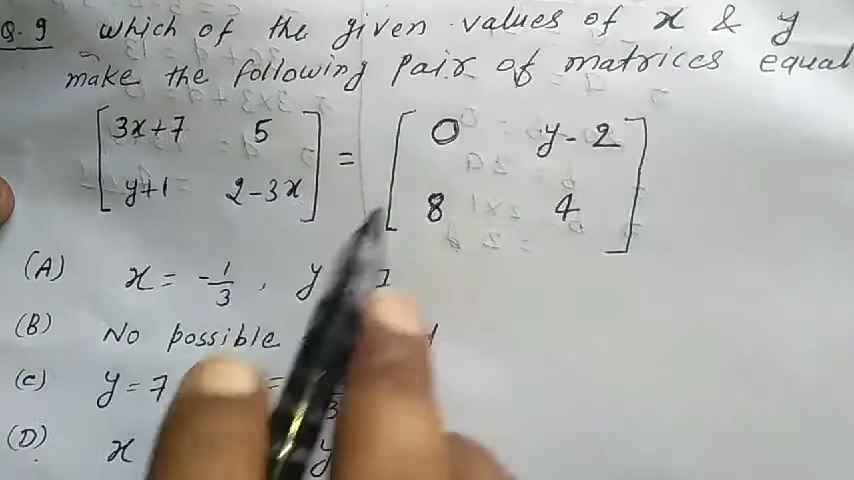 Q.9 which of the given values of x & y
make the following pair of matrices equal
[3x+7 5] = [0 y-2]
[y+1 2-3x] [8 4]
(A) x = -1/3, y
(B) No possible
(C) y = 7 =
(D) x y